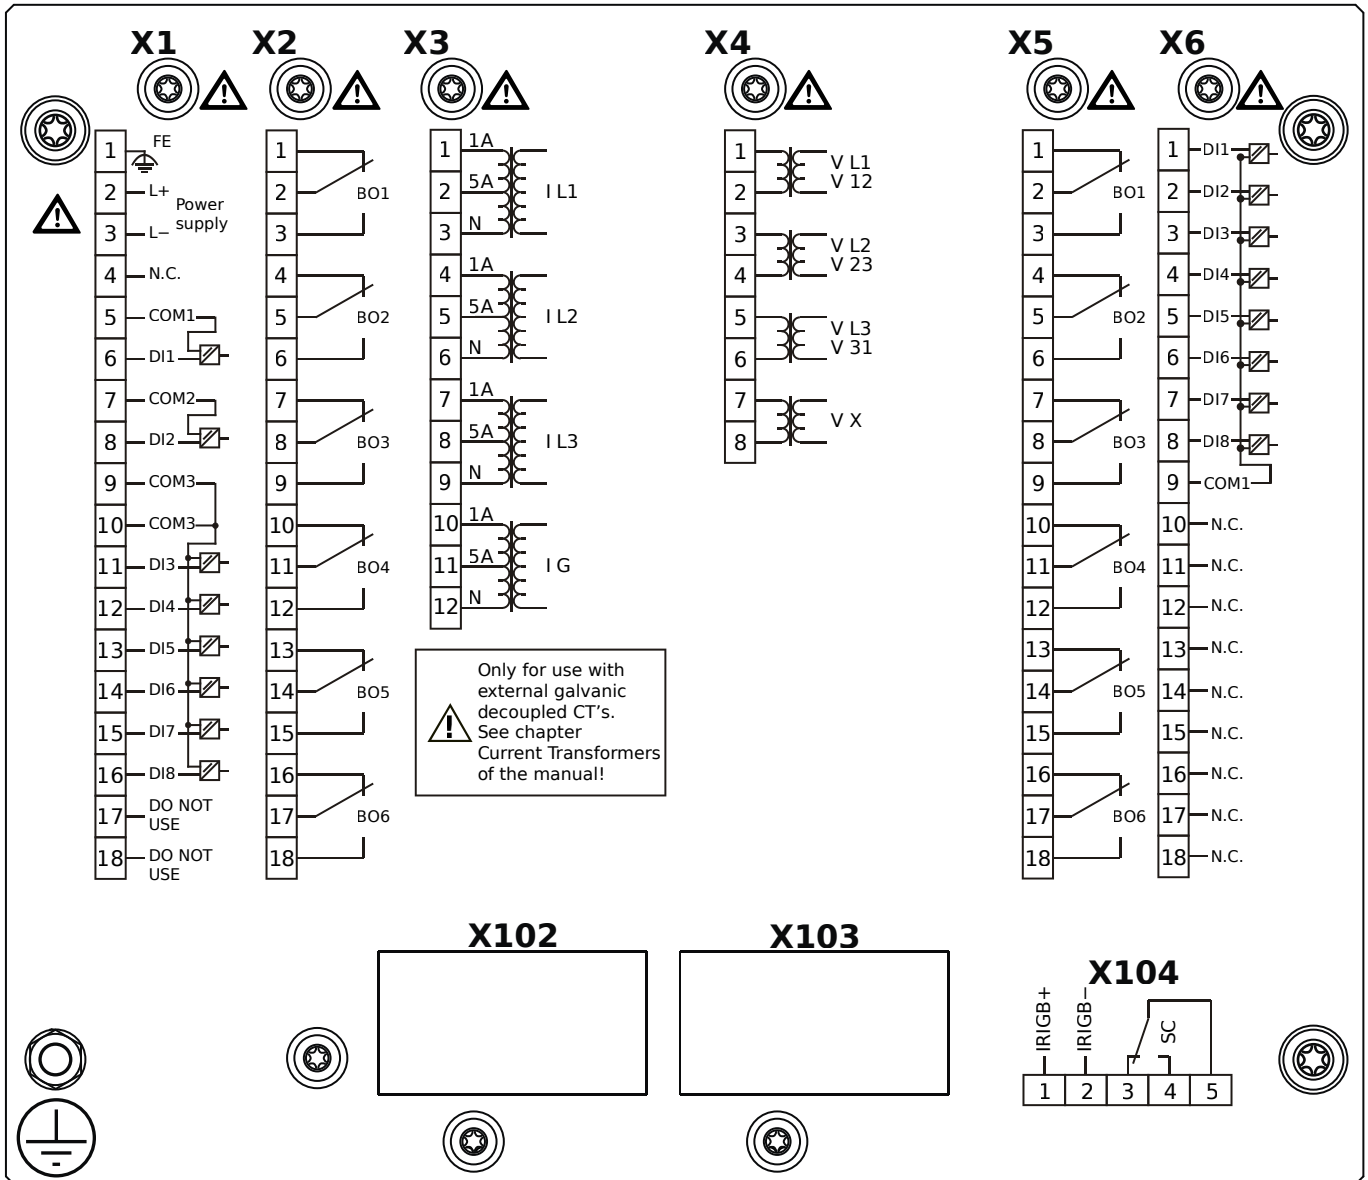 X1
1 FE
2 L+
Power
supply
3 L−
4 N.C.
5 COM1
6 DI1
7 COM2
8 DI2
9 COM3
10 COM3
11 DI3
12 DI4
13 DI5
14 DI6
15 DI7
16 DI8
17 DO NOT
USE
18 DO NOT
USE
X2
1
2 BO1
3
4
5 BO2
6
7
8 BO3
9
10
11 BO4
12
13
14 BO5
15
16
17 BO6
18
X3
1 1A
2 5A I L1
3 N
4 1A
5 5A I L2
6 N
7 1A
8 5A I L3
9 N
10 1A
11 5A I G
12 N
Only for use with
external galvanic
decoupled CT's.
See chapter
Current Transformers
of the manual!
X4
1 V L1
2 V 12
3 V L2
4 V 23
5 V L3
6 V 31
7 V X
8
X5
1
2 BO1
3
4
5 BO2
6
7
8 BO3
9
10
11 BO4
12
13
14 BO5
15
16
17 BO6
18
X6
1 DI1
2 DI2
3 DI3
4 DI4
5 DI5
6 DI6
7 DI7
8 DI8
9 COM1
10 N.C.
11 N.C.
12 N.C.
13 N.C.
14 N.C.
15 N.C.
16 N.C.
17 N.C.
18 N.C.
X102
X103
X104
IRIGB+
IRIGB−
SC
1 2 3 4 5